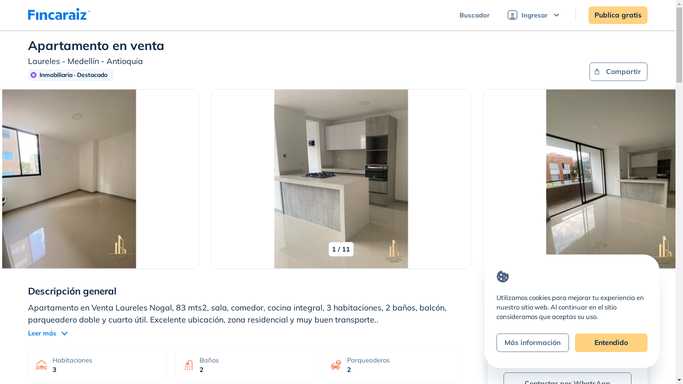 Fincaraiz
Buscador
Ingresar
Publica gratis
Apartamento en venta
Laureles - Medellín - Antioquia
Inmobiliaria · Destacado
Compartir
1 / 11
Descripción general
Apartamento en Venta Laureles Nogal, 83 mts2, sala, comedor, cocina integral, 3 habitaciones, 2 baños, balcón,
parqueadero doble y cuarto útil. Excelente ubicación, zona residencial y muy buen transporte..
Leer más
Habitaciones
3
Baños
2
Parqueaderos
2
Utilizamos cookies para mejorar tu experiencia en
nuestro sitio web. Al continuar en el sitio
consideramos que aceptas su uso.
Más información
Entendido
Contactar por WhatsApp